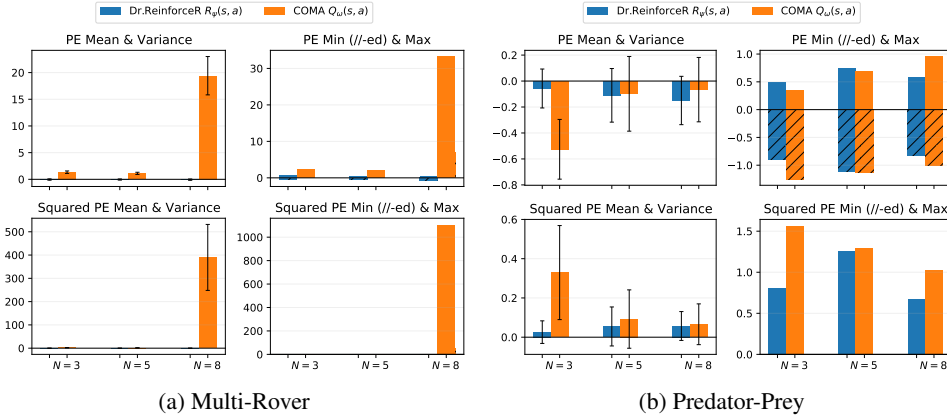 Dr.ReinforceR Rψ(s, a) COMA Qω(s, a)
PE Mean & Variance
20
15
10
5
0
PE Min (//-ed) & Max
30
20
10
0
Squared PE Mean & Variance
500
400
300
200
100
0
N = 3 N = 5 N = 8
Squared PE Min (//-ed) & Max
1000
800
600
400
200
0
N = 3 N = 5 N = 8
(a) Multi-Rover
Dr.ReinforceR Rψ(s, a) COMA Qω(s, a)
PE Mean & Variance
0.2
0.0
−0.2
−0.4
−0.6
−0.8
PE Min (//-ed) & Max
1.0
0.5
0.0
−0.5
−1.0
Squared PE Mean & Variance
0.6
0.4
0.2
0.0
N = 3 N = 5 N = 8
Squared PE Min (//-ed) & Max
1.5
1.0
0.5
0.0
N = 3 N = 5 N = 8
(b) Predator-Prey